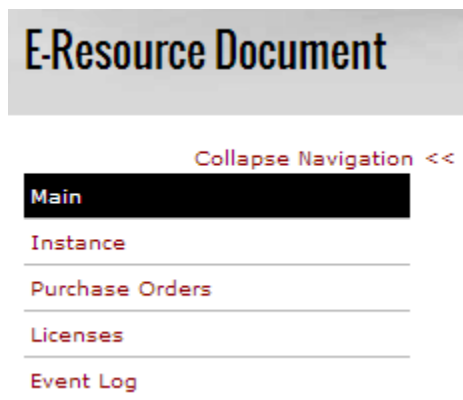 E-Resource Document
Collapse Navigation <<
Main
Instance
Purchase Orders
Licenses
Event Log